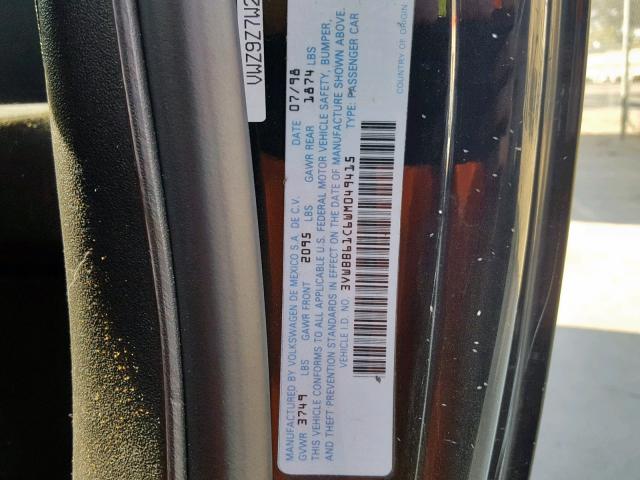 VWZ9Z7W2
MANUFACTURED BY VOLKSWAGEN DE MEXICO S.A. DE C.V. DATE 07/98
GVWR 3749 LBS GAWR FRONT 2095 LBS GAWR REAR 1874 LBS
THIS VEHICLE CONFORMS TO ALL APPLICABLE U.S. FEDERAL MOTOR VEHICLE SAFETY, BUMPER,
AND THEFT PREVENTION STANDARDS IN EFFECT ON THE DATE OF MANUFACTURE SHOWN ABOVE.
VEHICLE I.D. NO. 3VWBB61C6WM049415 TYPE: PASSENGER CAR
COUNTRY OF ORIGIN